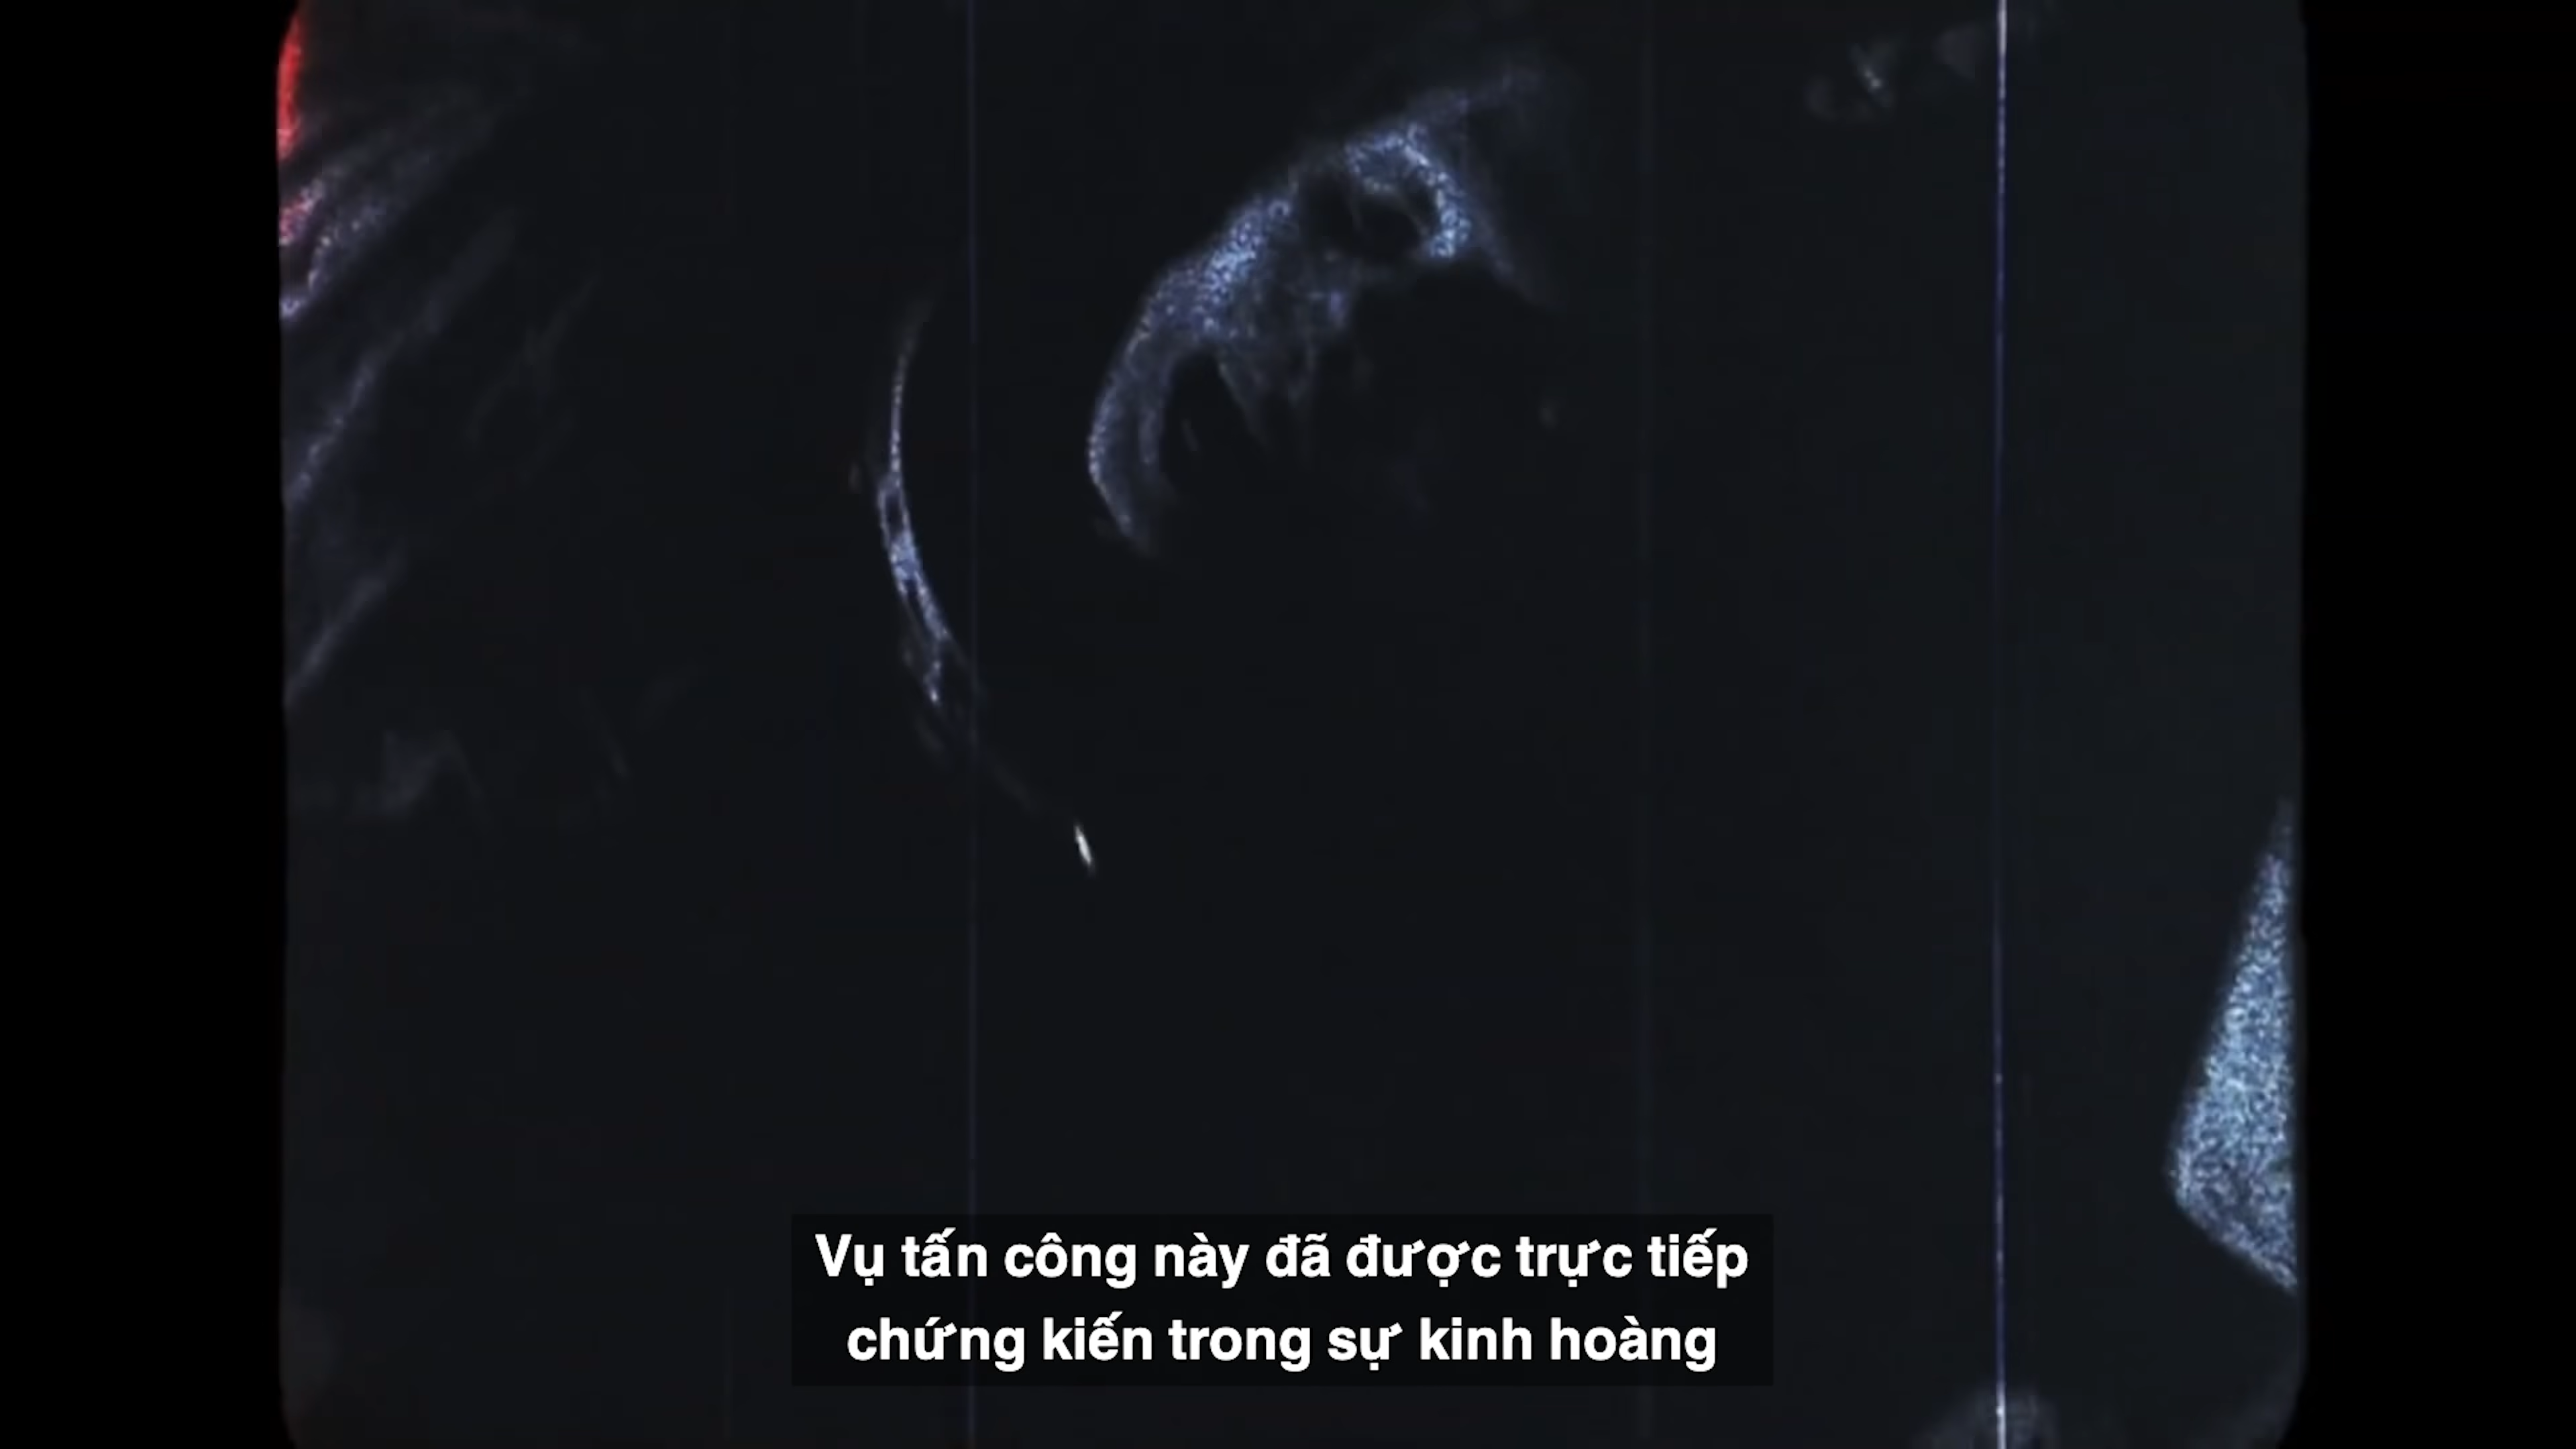 Vụ tấn công này đã được trực tiếp
chứng kiến trong sự kinh hoàng